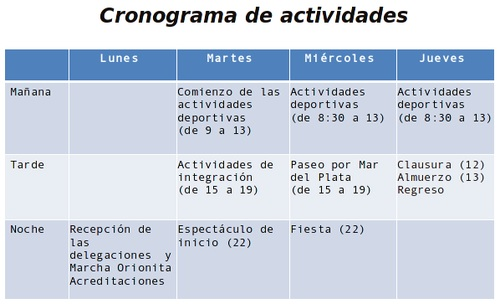 Cronograma de actividades
Lunes Martes Miércoles Jueves
Mañana
Comienzo de las
actividades
deportivas
(de 9 a 13)
Actividades
deportivas
(de 8:30 a 13)
Actividades
deportivas
(de 8:30 a 13)
Tarde
Actividades de
integración
(de 15 a 19)
Paseo por Mar
del Plata
(de 15 a 19)
Clausura (12)
Almuerzo (13)
Regreso
Noche
Recepción de
las
delegaciones y
Marcha Orionita
Acreditaciones
Espectáculo de
inicio (22)
Fiesta (22)